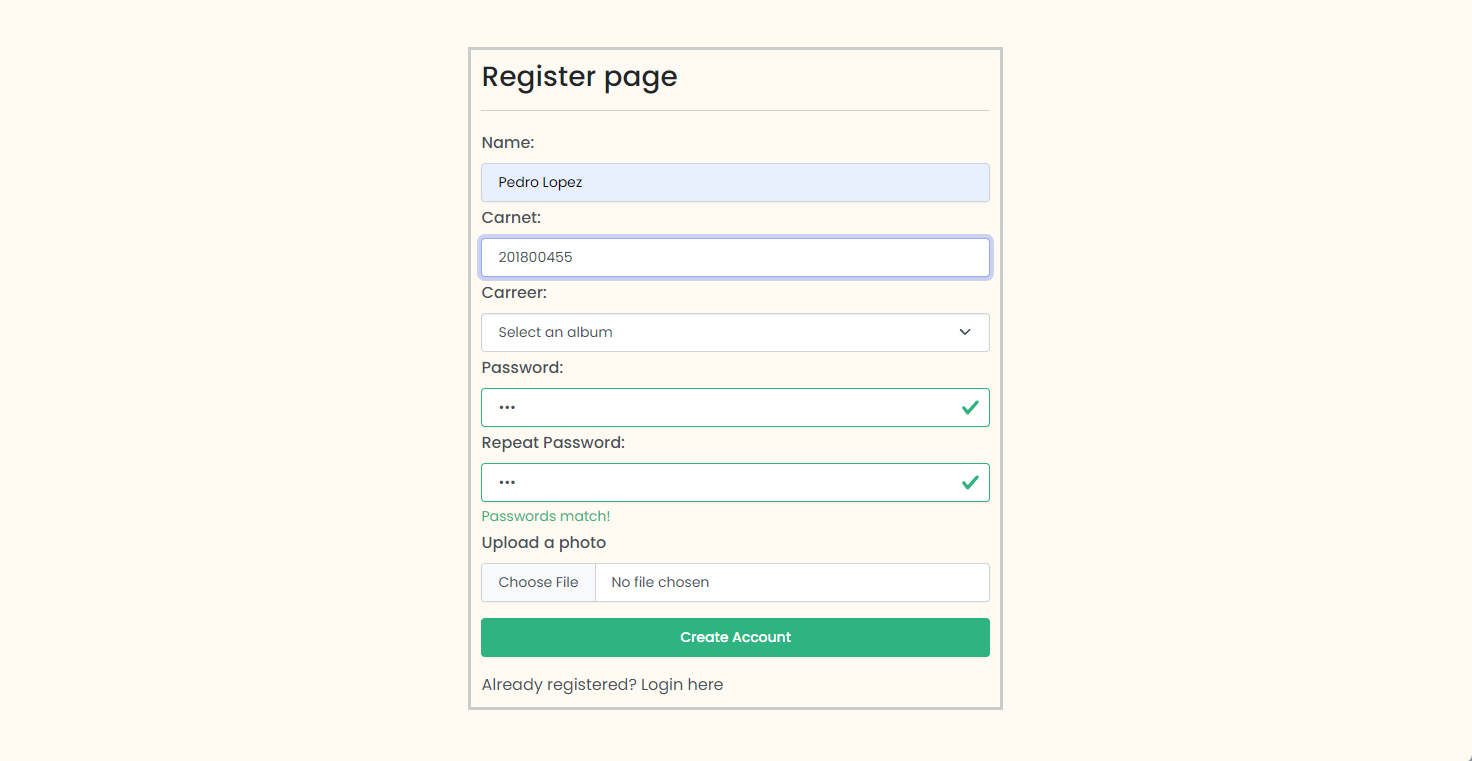 Register page
Name:
Pedro Lopez
Carnet:
201800455
Carreer:
Select an album
Password:
•••
Repeat Password:
•••
Passwords match!
Upload a photo
Choose File No file chosen
Create Account
Already registered? Login here